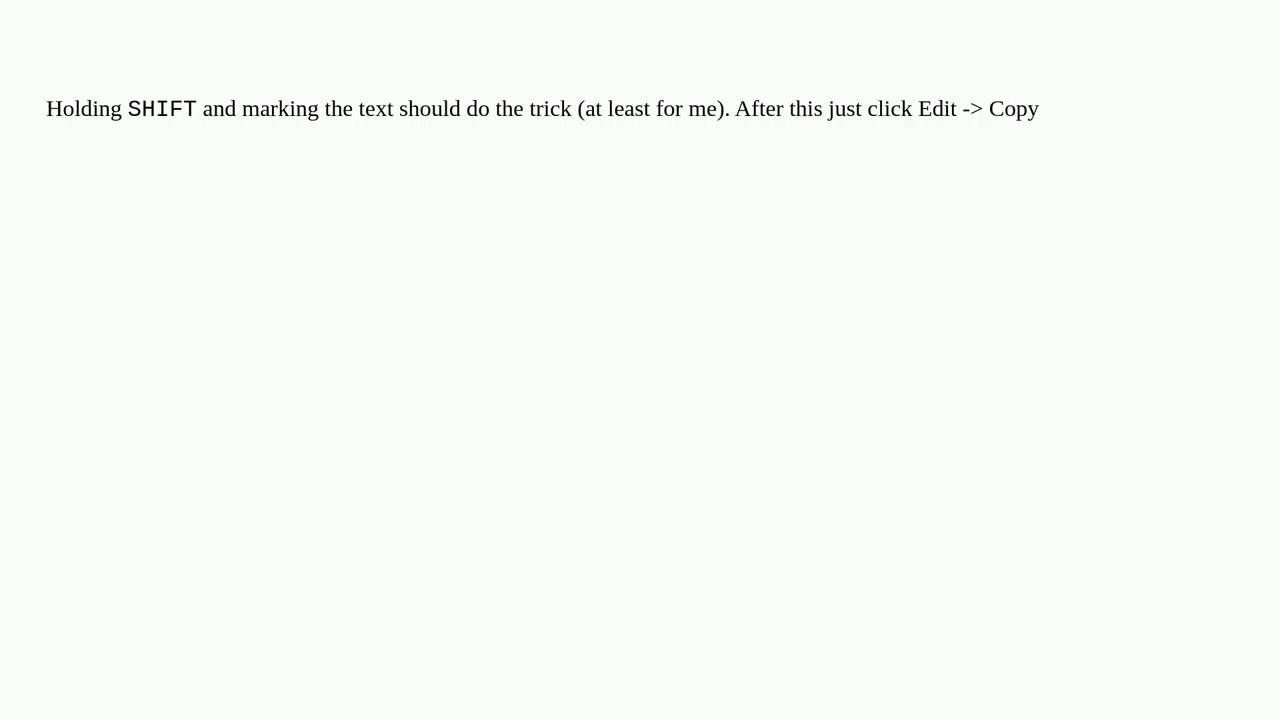 Holding SHIFT and marking the text should do the trick (at least for me). After this just click Edit -> Copy